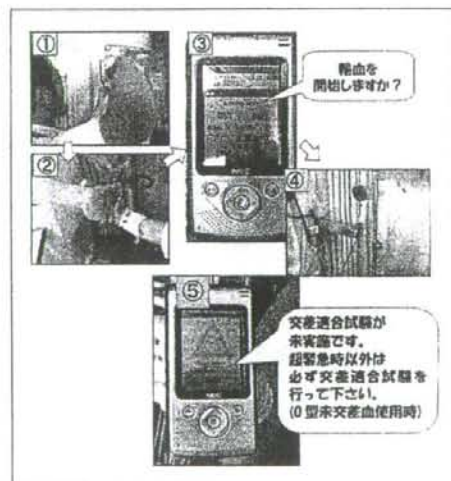 ①
③
輸血を
開始しますか？
②
④
NEC
⑤
交差適合試験が
未実施です。
超緊急時以外は
必ず交差適合試験を
行って下さい。
(O型未交差血使用時)
NEC